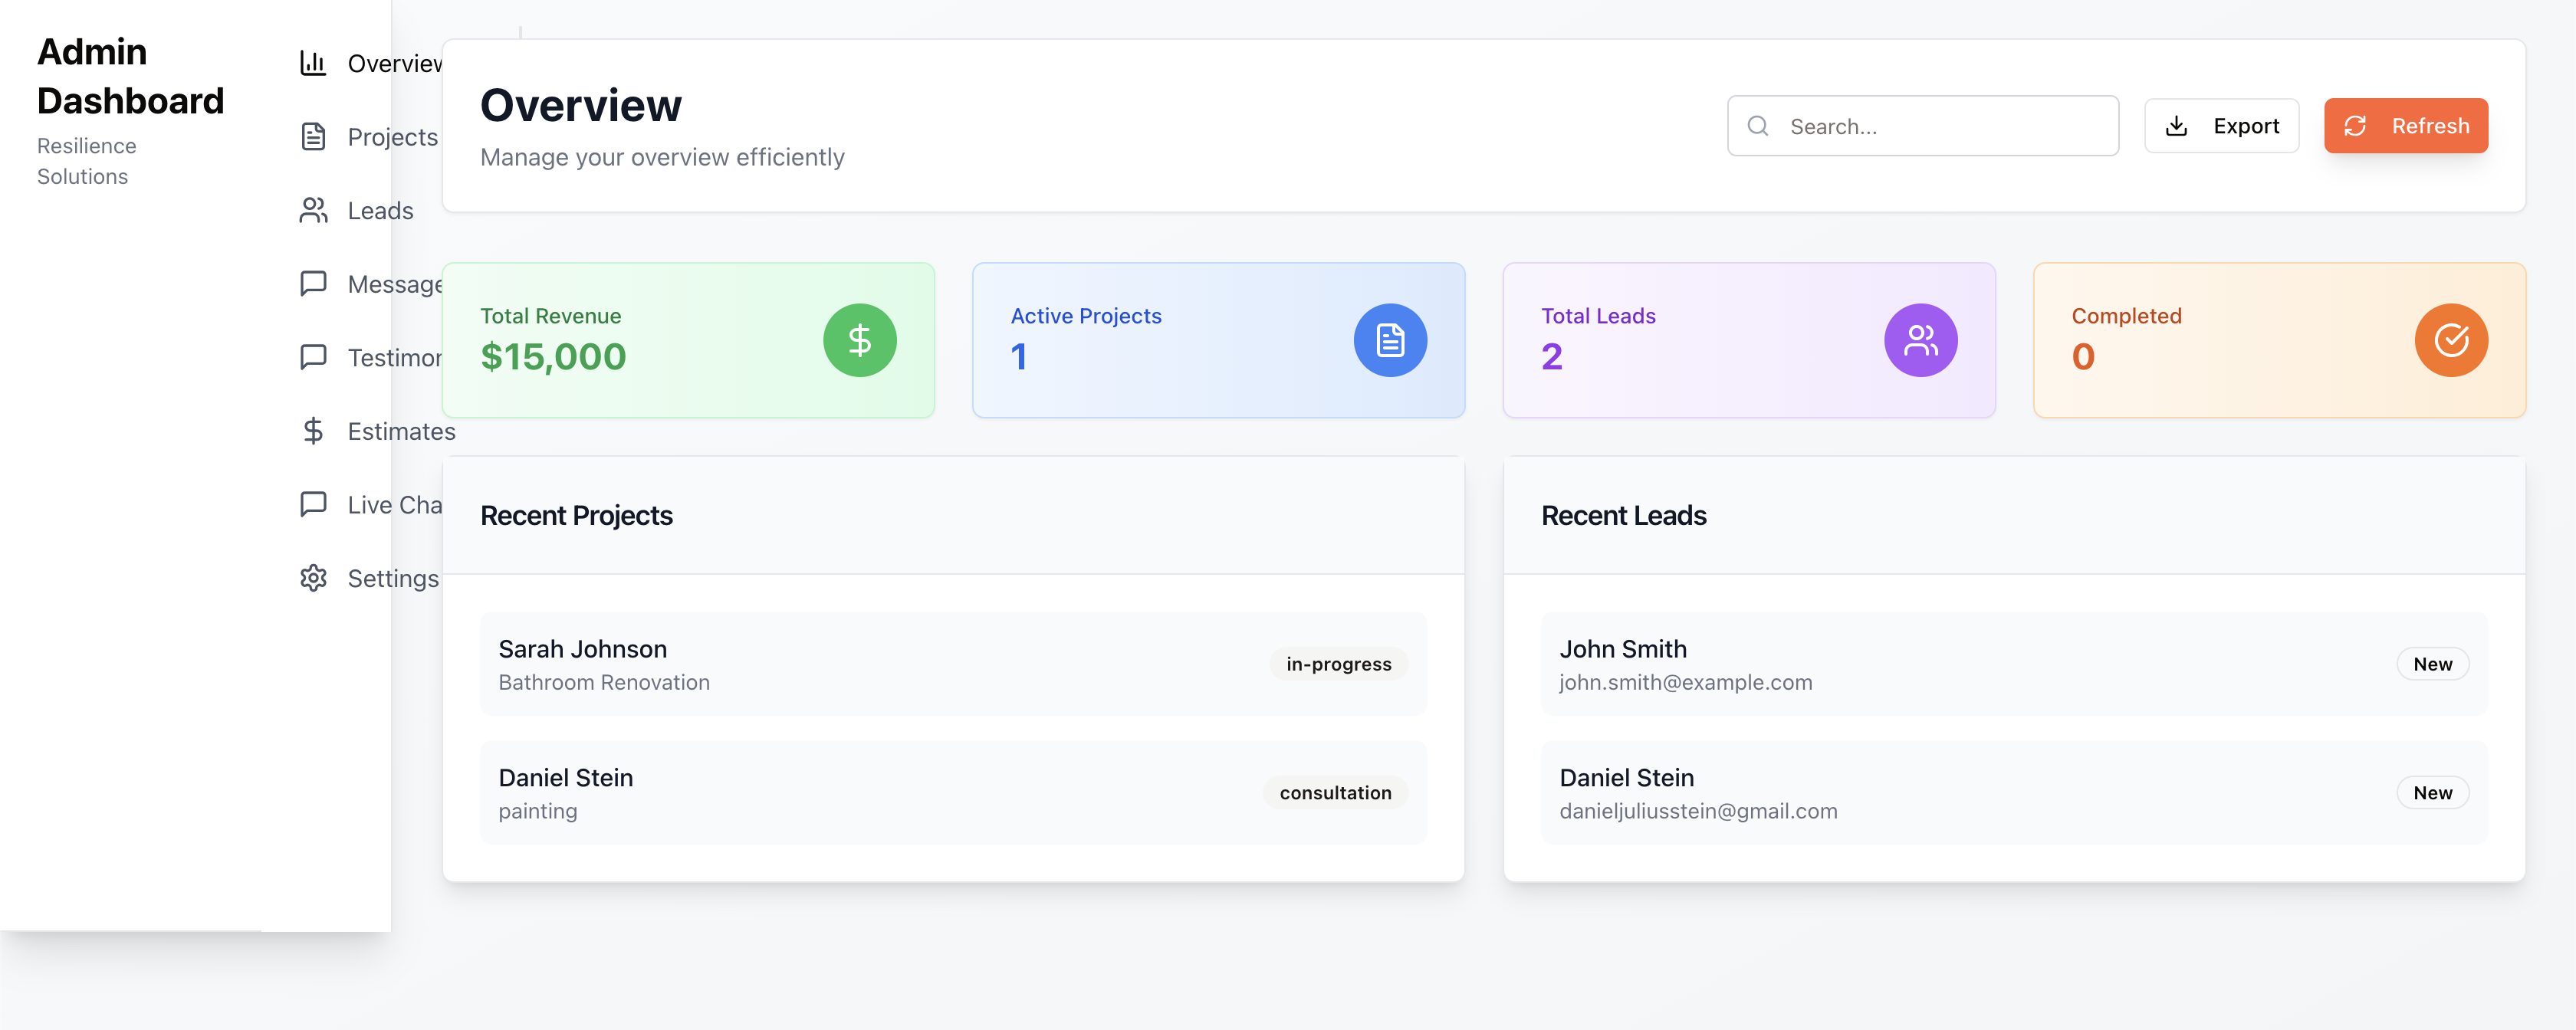 Admin
Dashboard
Resilience
Solutions
Overview
Projects
Leads
Message
Testimon
Estimates
Live Cha
Settings
Overview
Manage your overview efficiently
Search...
Export
Refresh
Total Revenue
$15,000
Active Projects
1
Total Leads
2
Completed
0
Recent Projects
Sarah Johnson
Bathroom Renovation
in-progress
Daniel Stein
painting
consultation
Recent Leads
John Smith
john.smith@example.com
New
Daniel Stein
danieljuliusstein@gmail.com
New